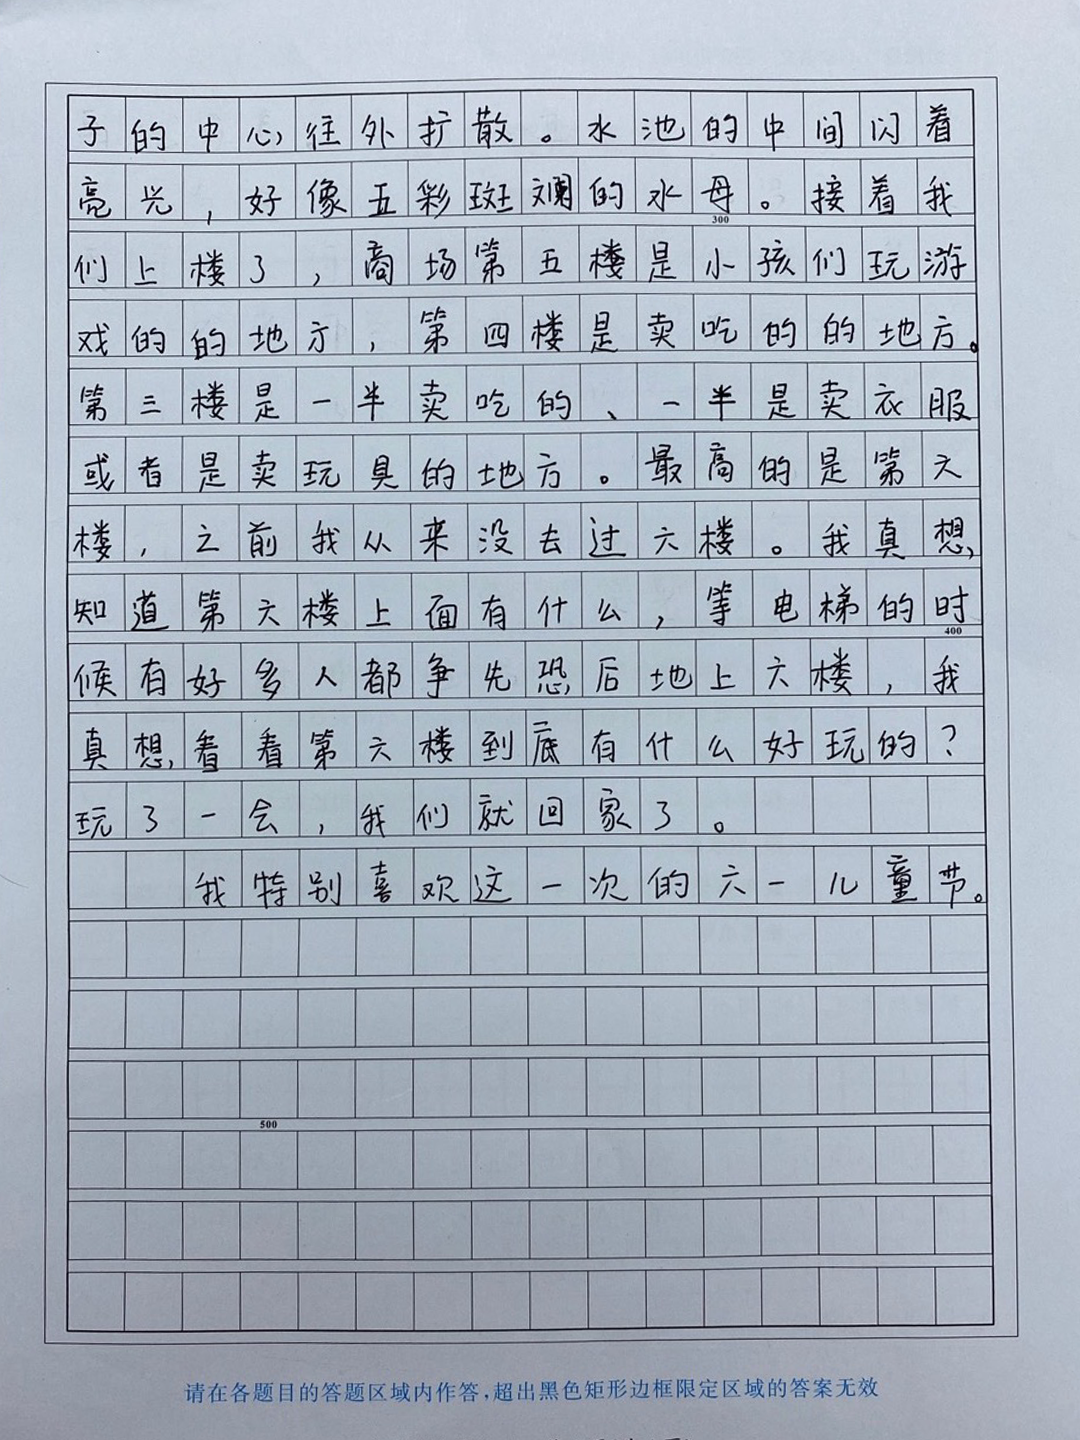 子的中心往外扩散。水池的中间闪着
亮光，好像五彩斑斓的水母。接着我
300
们上楼了，商场第五楼是小孩们玩游
戏的的地方，第四楼是卖吃的的地方。
第三楼是一半卖吃的、一半是卖衣服
或者是卖玩具的地方。最高的是第六
楼，之前我从来没去过六楼。我真想
知道第六楼上面有什么，等电梯的时
400
候有好多人都争先恐后地上六楼，我
真想看看第六楼到底有什么好玩的？
玩了一会，我们就回家了。
我特别喜欢这一次的六一儿童节。
500
请在各题目的答题区域内作答，超出黑色矩形边框限定区域的答案无效